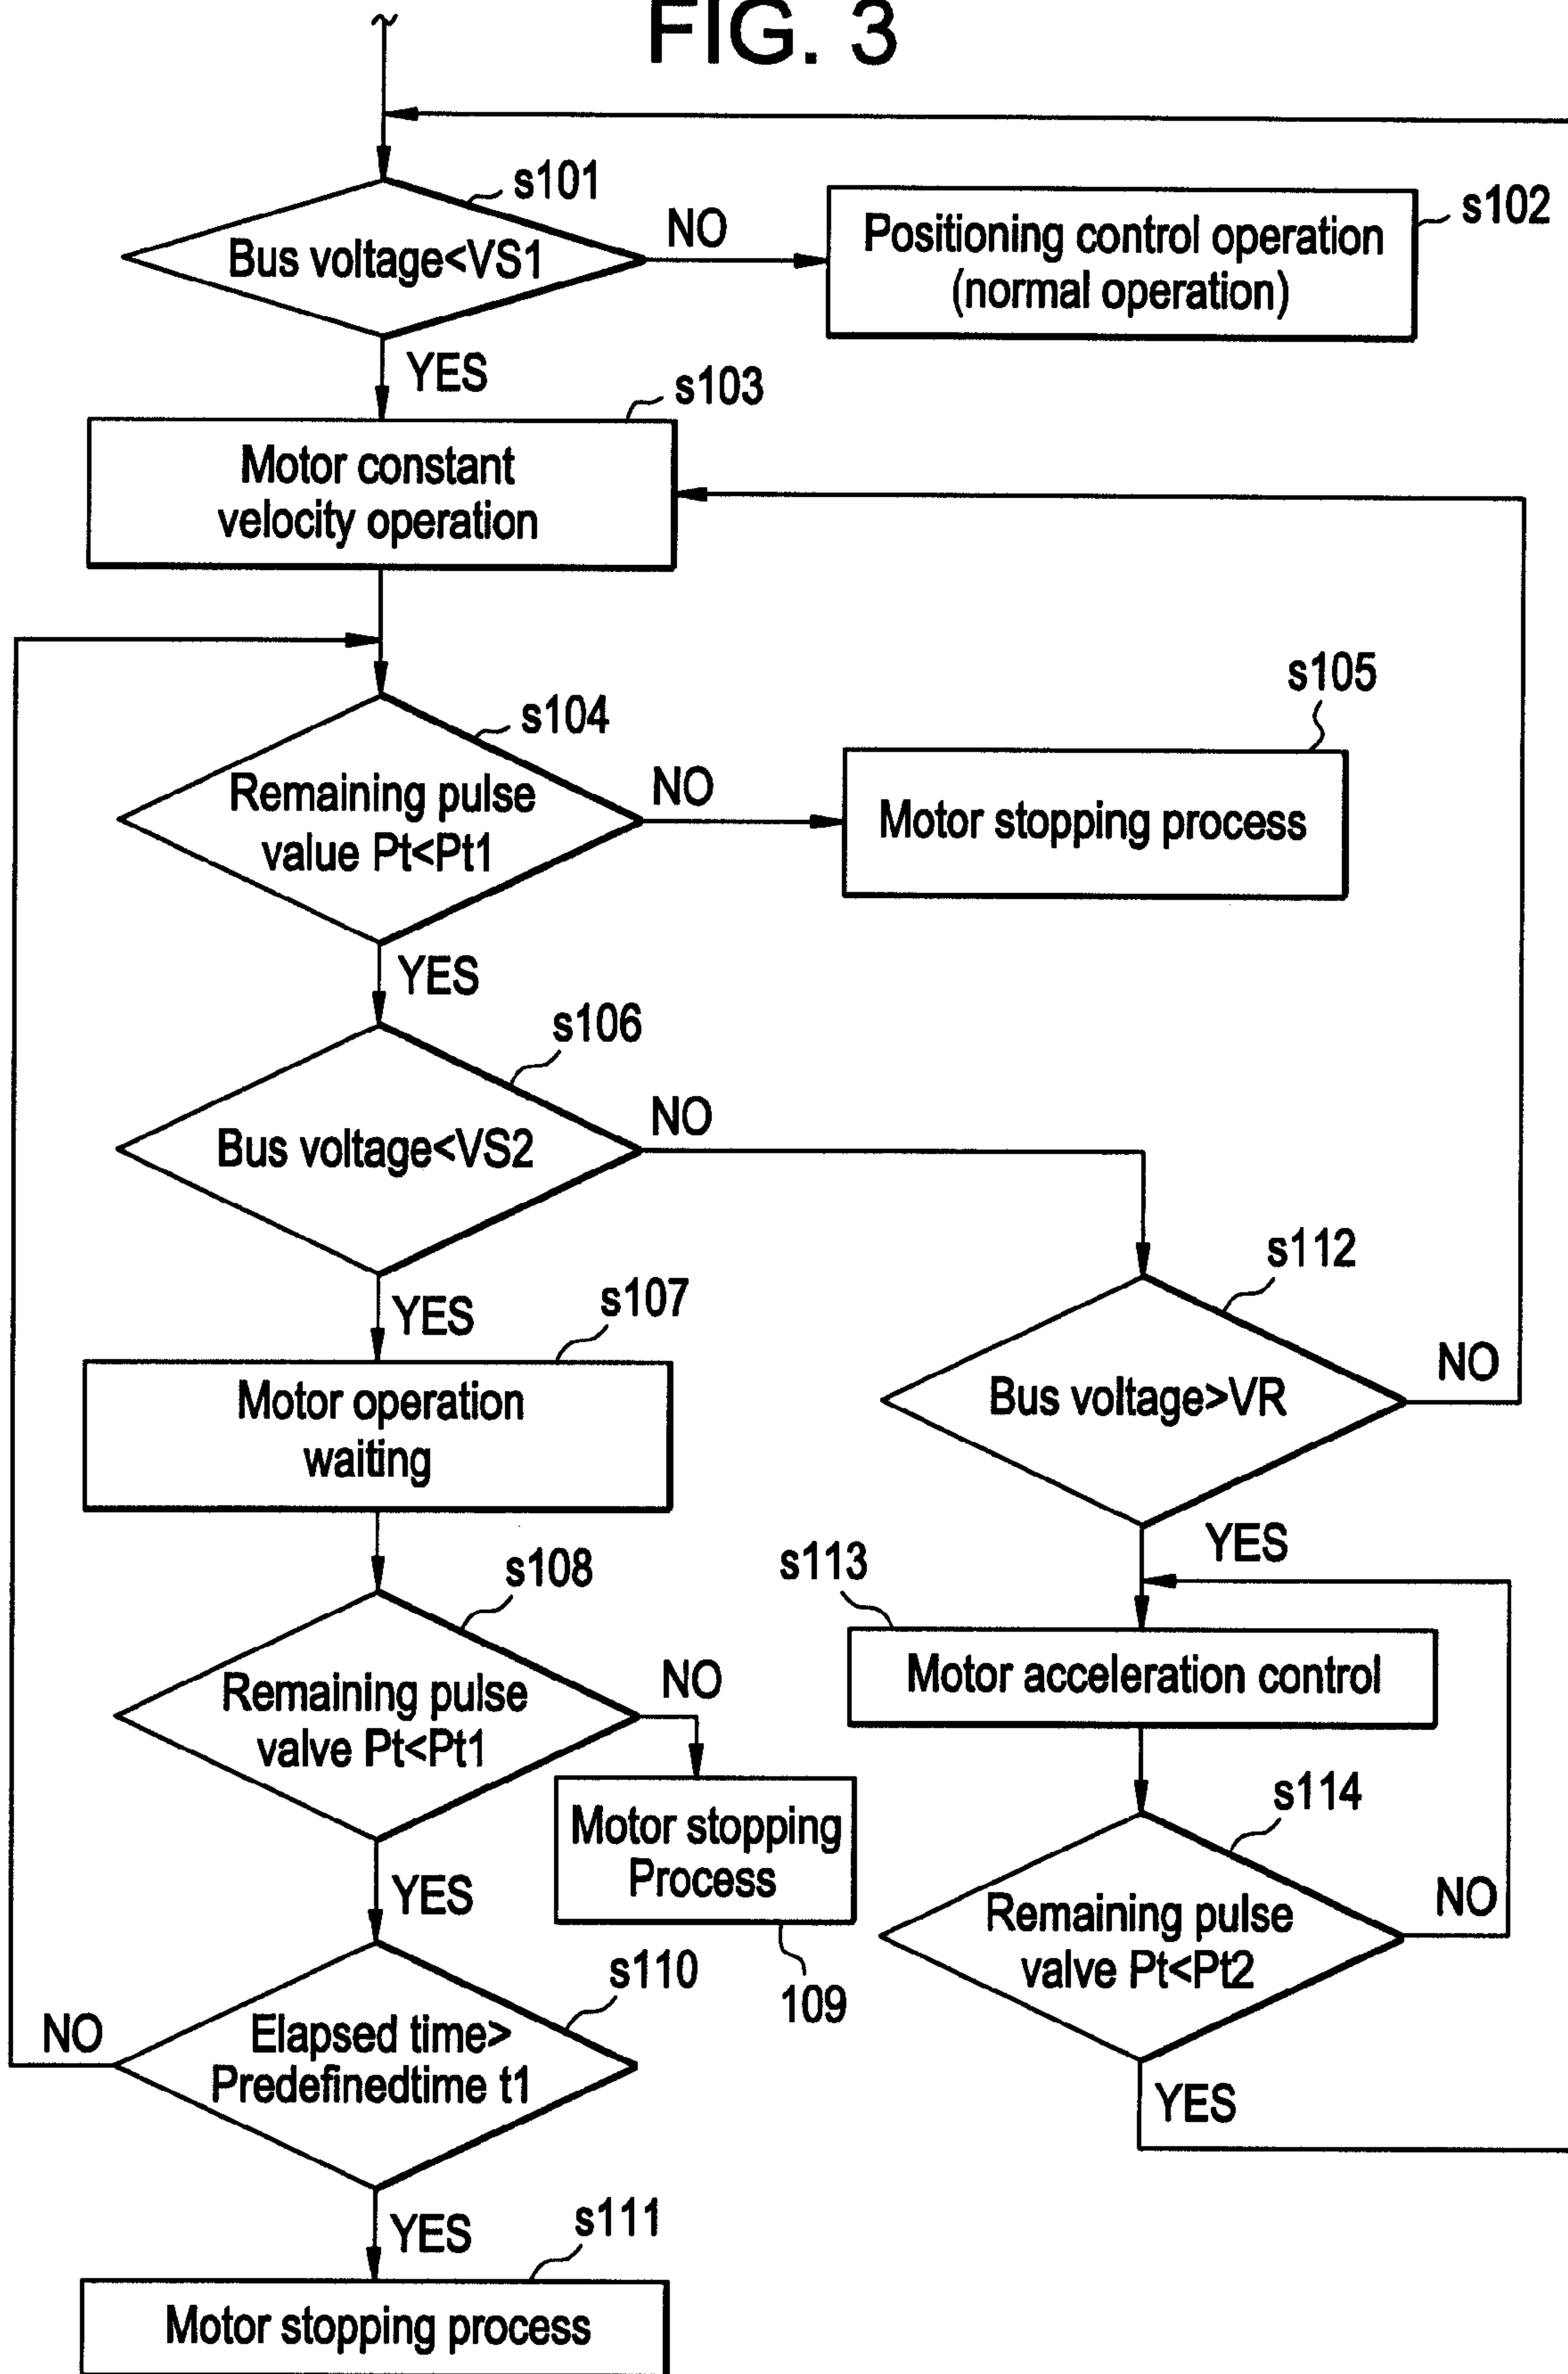 FIG. 3
s101
Bus voltage<VS1
NO
Positioning control operation
(normal operation)
s102
YES
s103
Motor constant
velocity operation
s104
Remaining pulse
value Pt<Pt1
NO
s105
Motor stopping process
YES
s106
Bus voltage<VS2
NO
YES
s107
Motor operation
waiting
s112
Bus voltage>VR
NO
YES
s108
Remaining pulse
valve Pt<Pt1
NO
Motor stopping
Process
109
YES
s113
Motor acceleration control
s114
Remaining pulse
valve Pt<Pt2
NO
YES
s110
Elapsed time>
Predefinedtime t1
NO
YES
s111
Motor stopping process